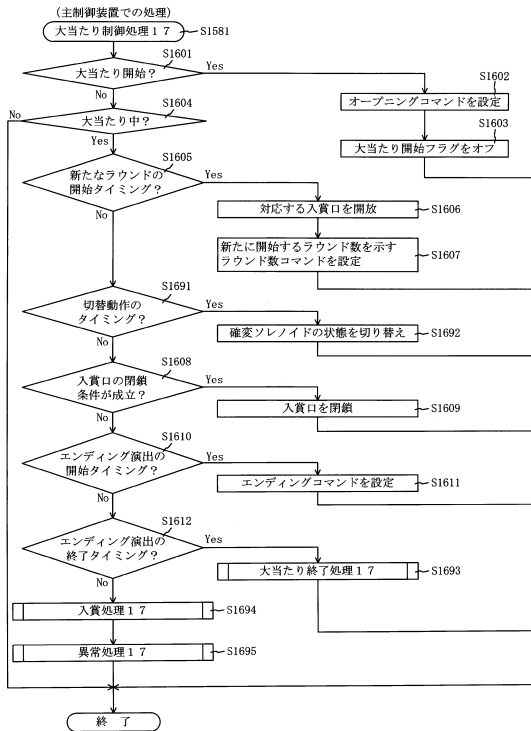 (主制御装置での処理)
大当たり制御処理17
S1581
大当たり開始？
S1601
Yes
No
S1602
オープニングコマンドを設定
S1603
大当たり開始フラグをオフ
大当たり中？
S1604
No
Yes
新たなラウンドの
開始タイミング？
S1605
Yes
No
対応する入賞口を開放
S1606
新たに開始するラウンド数を示す
ラウンド数コマンドを設定
S1607
切替動作の
タイミング？
S1691
Yes
No
確変ソレノイドの状態を切り替え
S1692
入賞口の閉鎖
条件が成立？
S1608
Yes
No
入賞口を閉鎖
S1609
エンディング演出の
開始タイミング？
S1610
Yes
No
エンディングコマンドを設定
S1611
エンディング演出の
終了タイミング？
S1612
Yes
No
大当たり終了処理17
S1693
入賞処理17
S1694
異常処理17
S1695
終 了